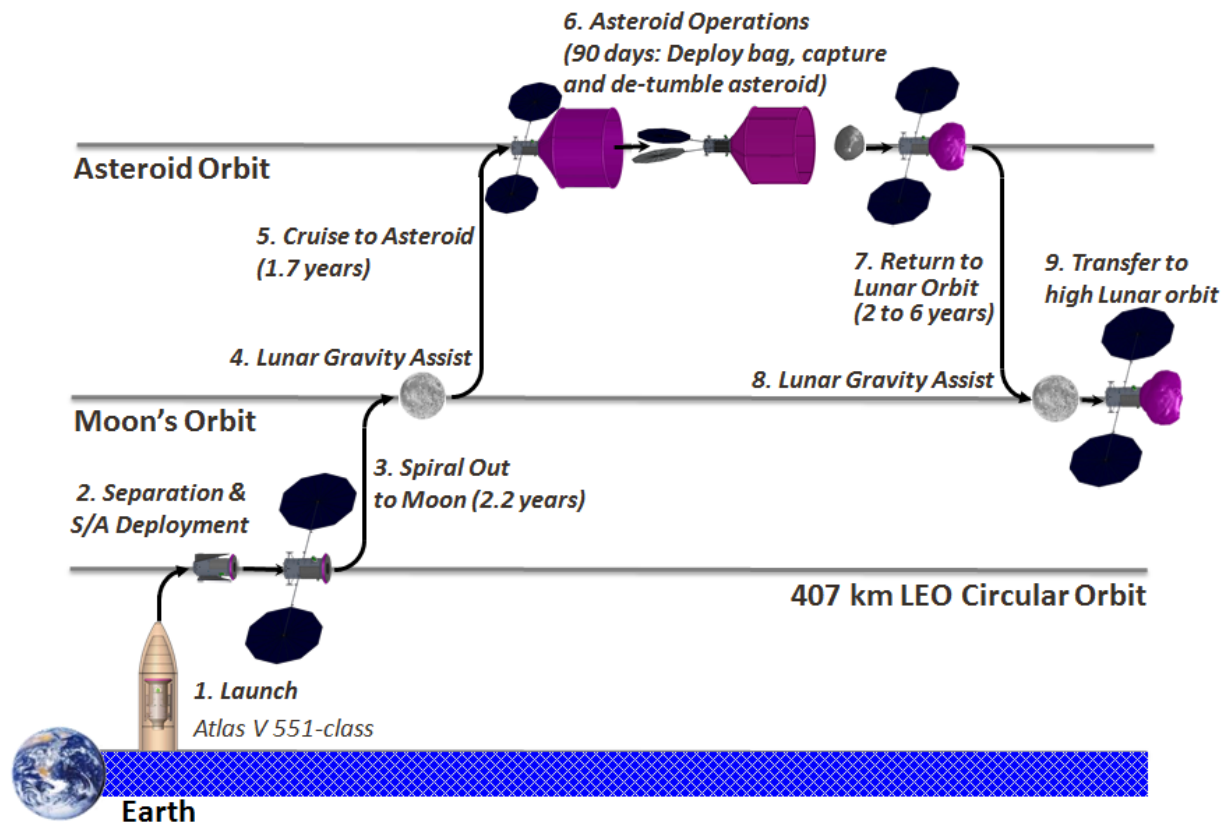 6. Asteroid Operations
(90 days: Deploy bag, capture
and de-tumble asteroid)
Asteroid Orbit
5. Cruise to Asteroid
(1.7 years)
7. Return to
Lunar Orbit
(2 to 6 years)
9. Transfer to
high Lunar orbit
4. Lunar Gravity Assist
8. Lunar Gravity Assist
Moon's Orbit
3. Spiral Out
to Moon (2.2 years)
2. Separation &
S/A Deployment
407 km LEO Circular Orbit
1. Launch
Atlas V 551-class
Earth